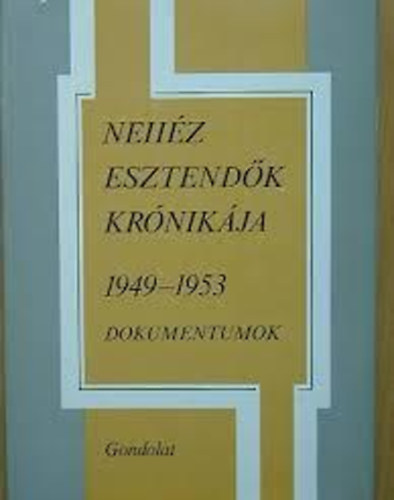 NEHÉZ
ESZTENDŐK
KRÓNIKÁJA
1949–1953
DOKUMENTUMOK
Gondolat